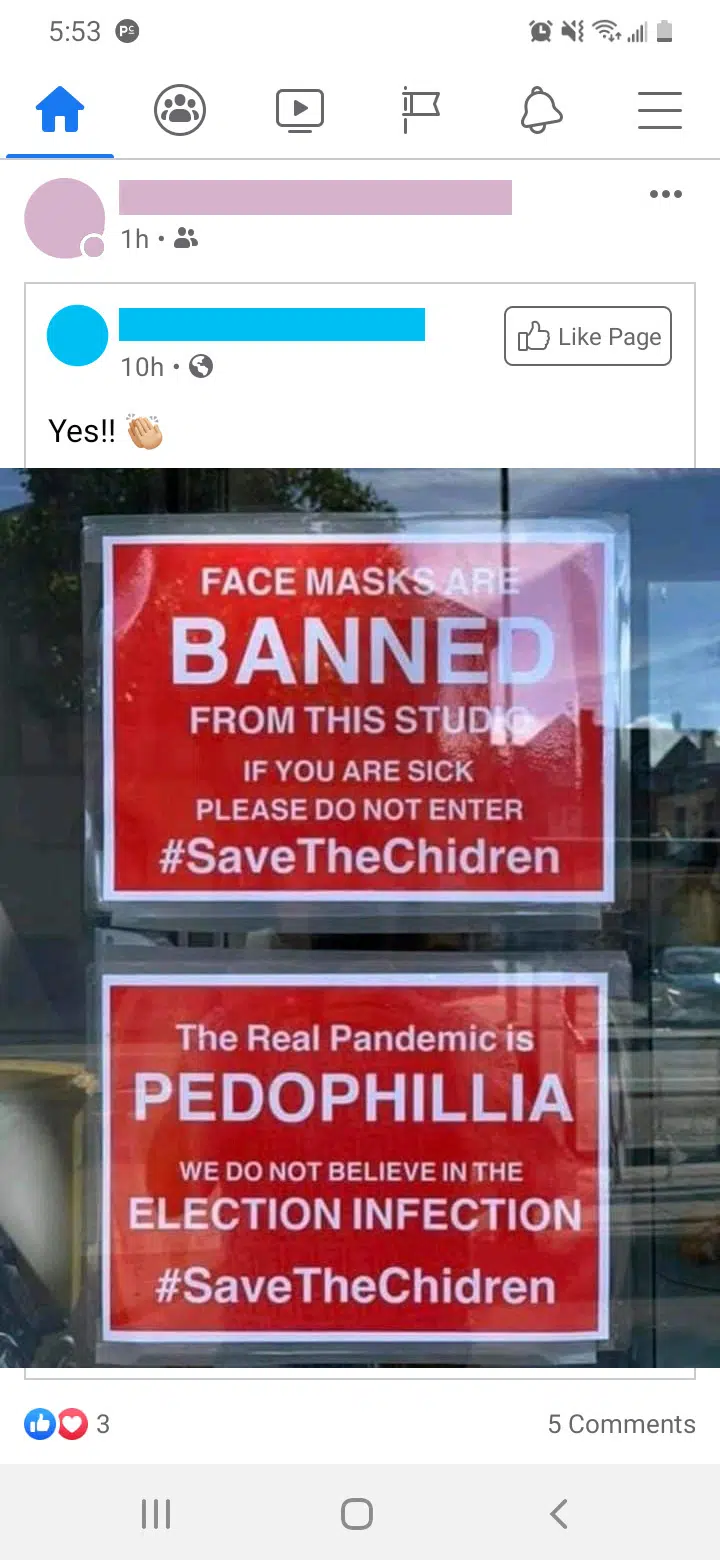 5:53
1h
10h
Like Page
Yes!!
FACE MASKS ARE
BANNED
FROM THIS STUDIO
IF YOU ARE SICK
PLEASE DO NOT ENTER
#SaveTheChidren
The Real Pandemic is
PEDOPHILLIA
WE DO NOT BELIEVE IN THE
ELECTION INFECTION
#SaveTheChidren
3
5 Comments